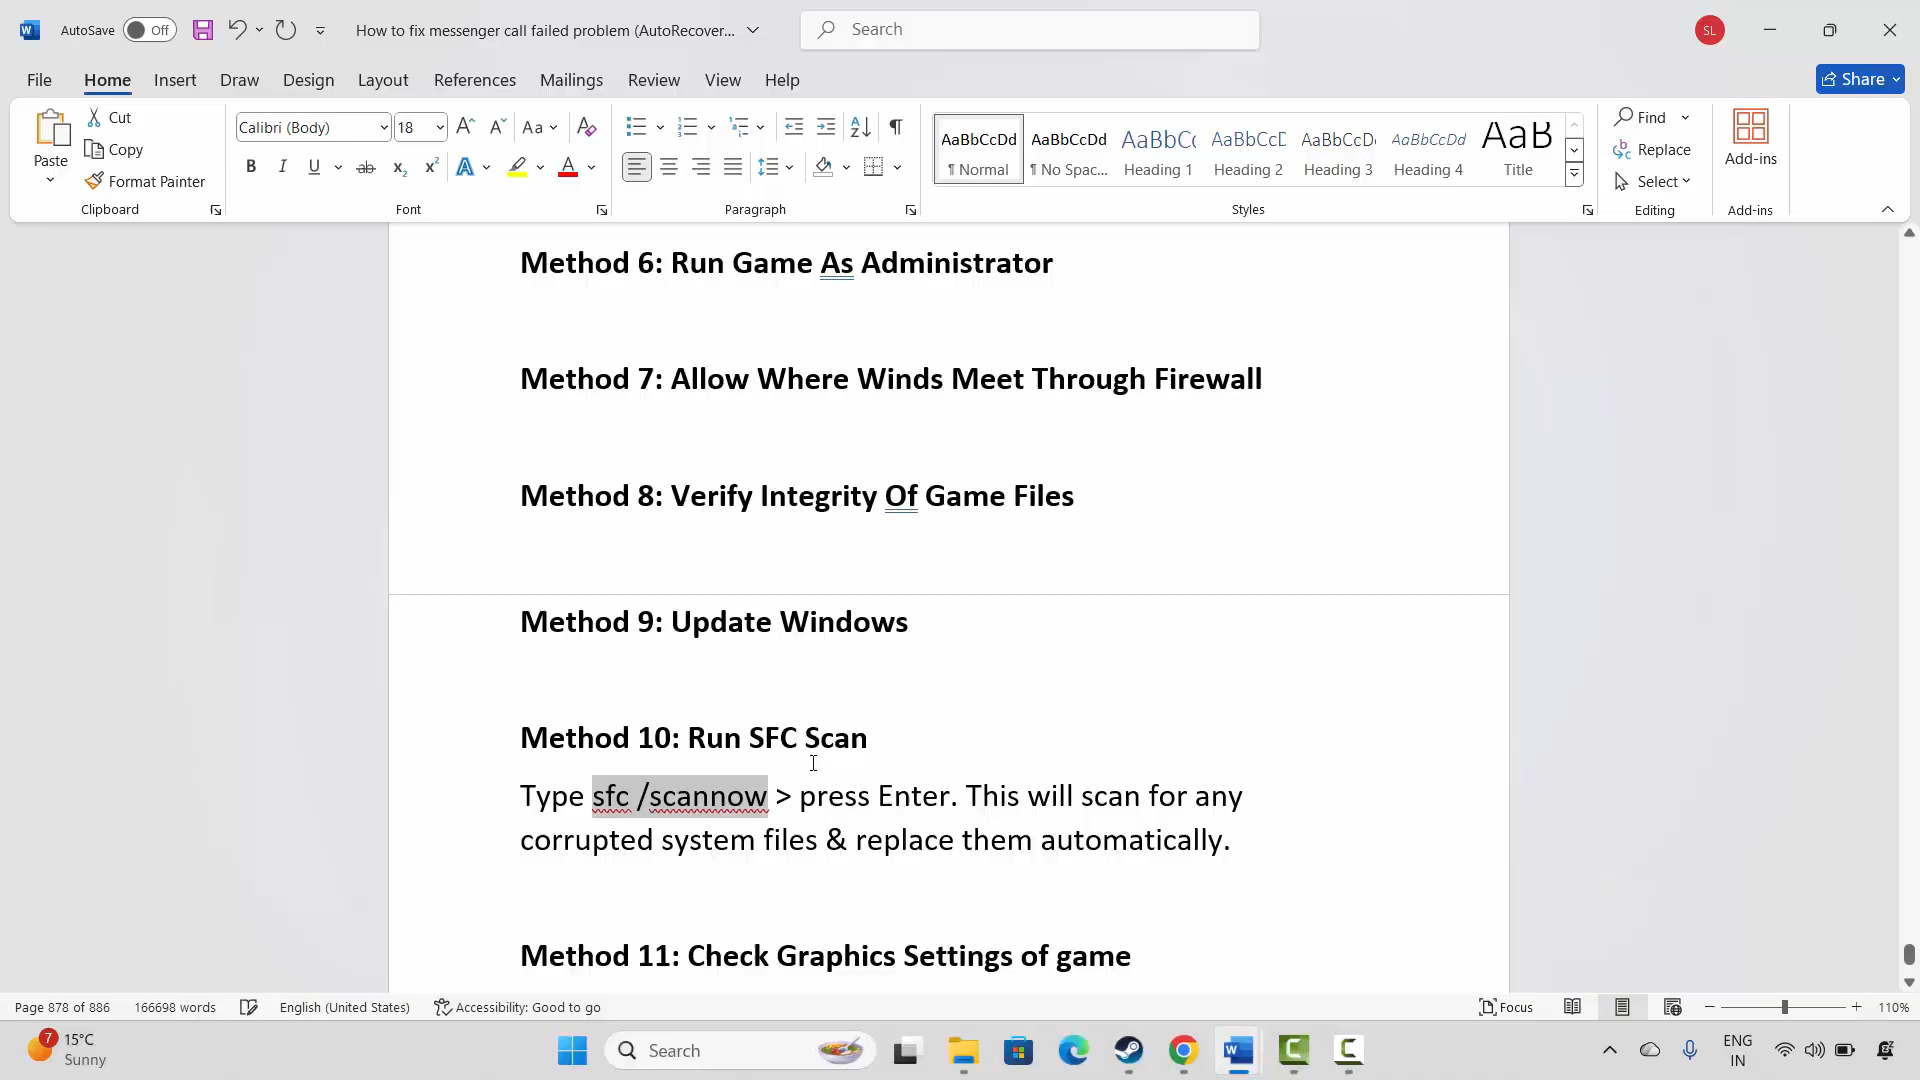 AutoSave Off How to fix messenger call failed problem (AutoRecover... Search SL
File Home Insert Draw Design Layout References Mailings Review View Help Share
Paste Cut Copy Format Painter Clipboard
Calibri (Body) 18 Aa Font
Paragraph
AaBbCcDd AaBbCcDd AaBbCc AaBbCcD AaBbCcDc AaBbCcDd AaB
¶ Normal ¶ No Spac... Heading 1 Heading 2 Heading 3 Heading 4 Title
Styles
Find Replace Select Editing
Add-ins Add-ins
Method 6: Run Game As Administrator
Method 7: Allow Where Winds Meet Through Firewall
Method 8: Verify Integrity Of Game Files
Method 9: Update Windows
Method 10: Run SFC Scan
Type sfc /scannow > press Enter. This will scan for any
corrupted system files & replace them automatically.
Method 11: Check Graphics Settings of game
Page 878 of 886 166698 words English (United States) Accessibility: Good to go Focus 110%
7 15°C
Sunny
Search
ENG
IN